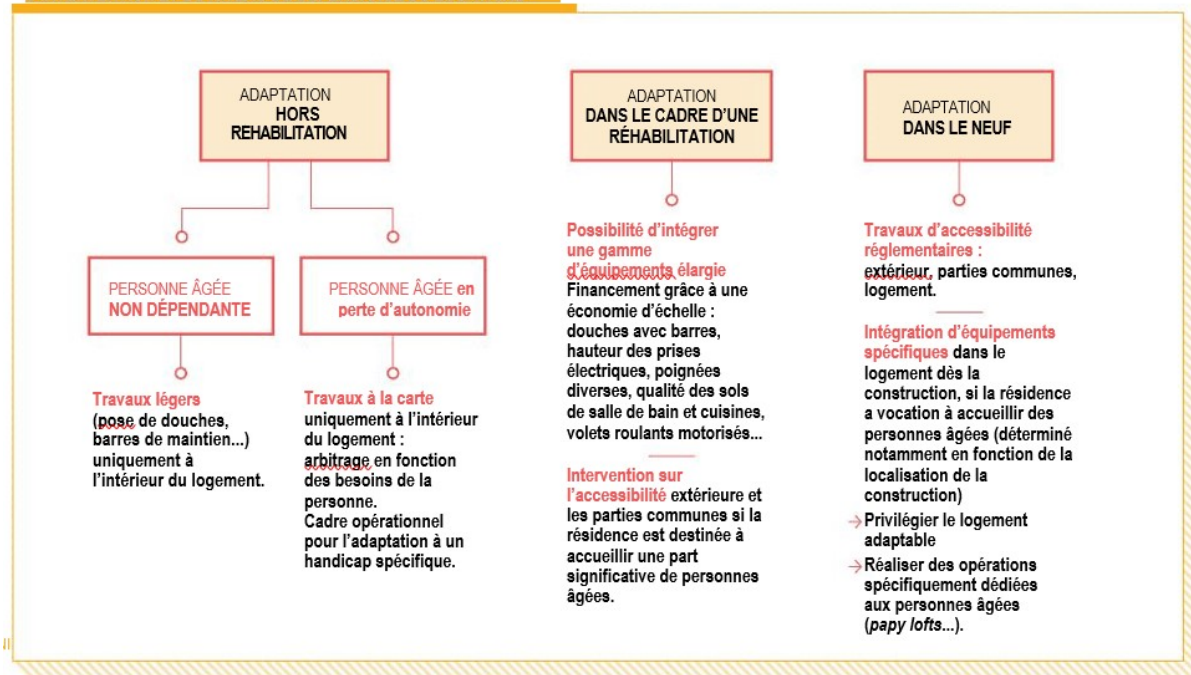 ADAPTATION
HORS
REHABILITATION
PERSONNE ÂGÉE
NON DÉPENDANTE
Travaux légers
(pose de douches,
barres de maintien...)
uniquement à
l'intérieur du logement.
PERSONNE ÂGÉE en
perte d'autonomie
Travaux à la carte
uniquement à l'intérieur
du logement :
arbitrage en fonction
des besoins de la
personne.
Cadre opérationnel
pour l'adaptation à un
handicap spécifique.
ADAPTATION
DANS LE CADRE D'UNE
RÉHABILITATION
Possibilité d'intégrer
une gamme
d'équipements élargie
Financement grâce à une
économie d'échelle :
douches avec barres,
hauteur des prises
électriques, poignées
diverses, qualité des sols
de salle de bain et cuisines,
volets roulants motorisés...
Intervention sur
l'accessibilité extérieure et
les parties communes si la
résidence est destinée à
accueillir une part
significative de personnes
âgées.
ADAPTATION
DANS LE NEUF
Travaux d'accessibilité
réglementaires :
extérieur, parties communes,
logement.
Intégration d'équipements
spécifiques dans le
logement dès la
construction, si la résidence
a vocation à accueillir des
personnes âgées (déterminé
notamment en fonction de la
localisation de la
construction)
→ Privilégier le logement
adaptable
→ Réaliser des opérations
spécifiquement dédiées
aux personnes âgées
(papy lofts...).